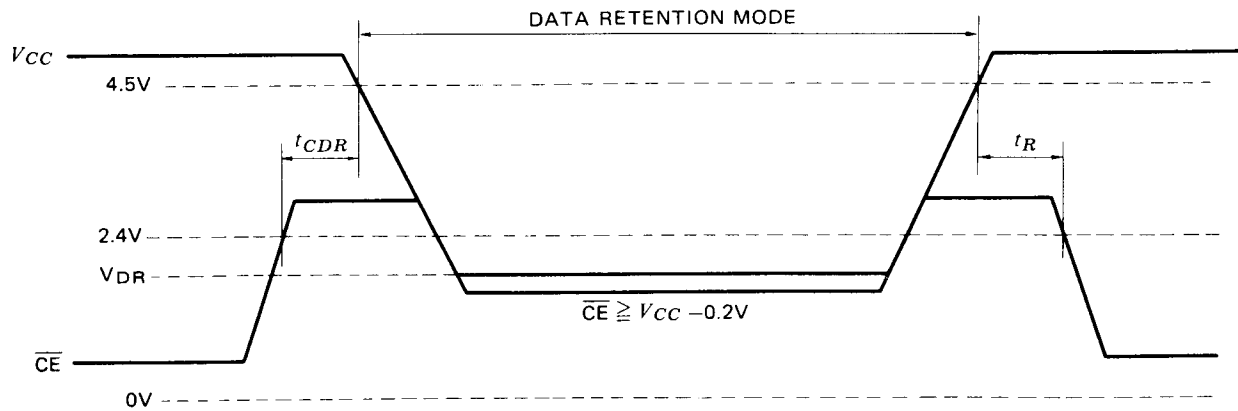 DATA RETENTION MODE
VCC
4.5V
tCDR
tR
2.4V
VDR
CE ≧ VCC −0.2V
CE
0V